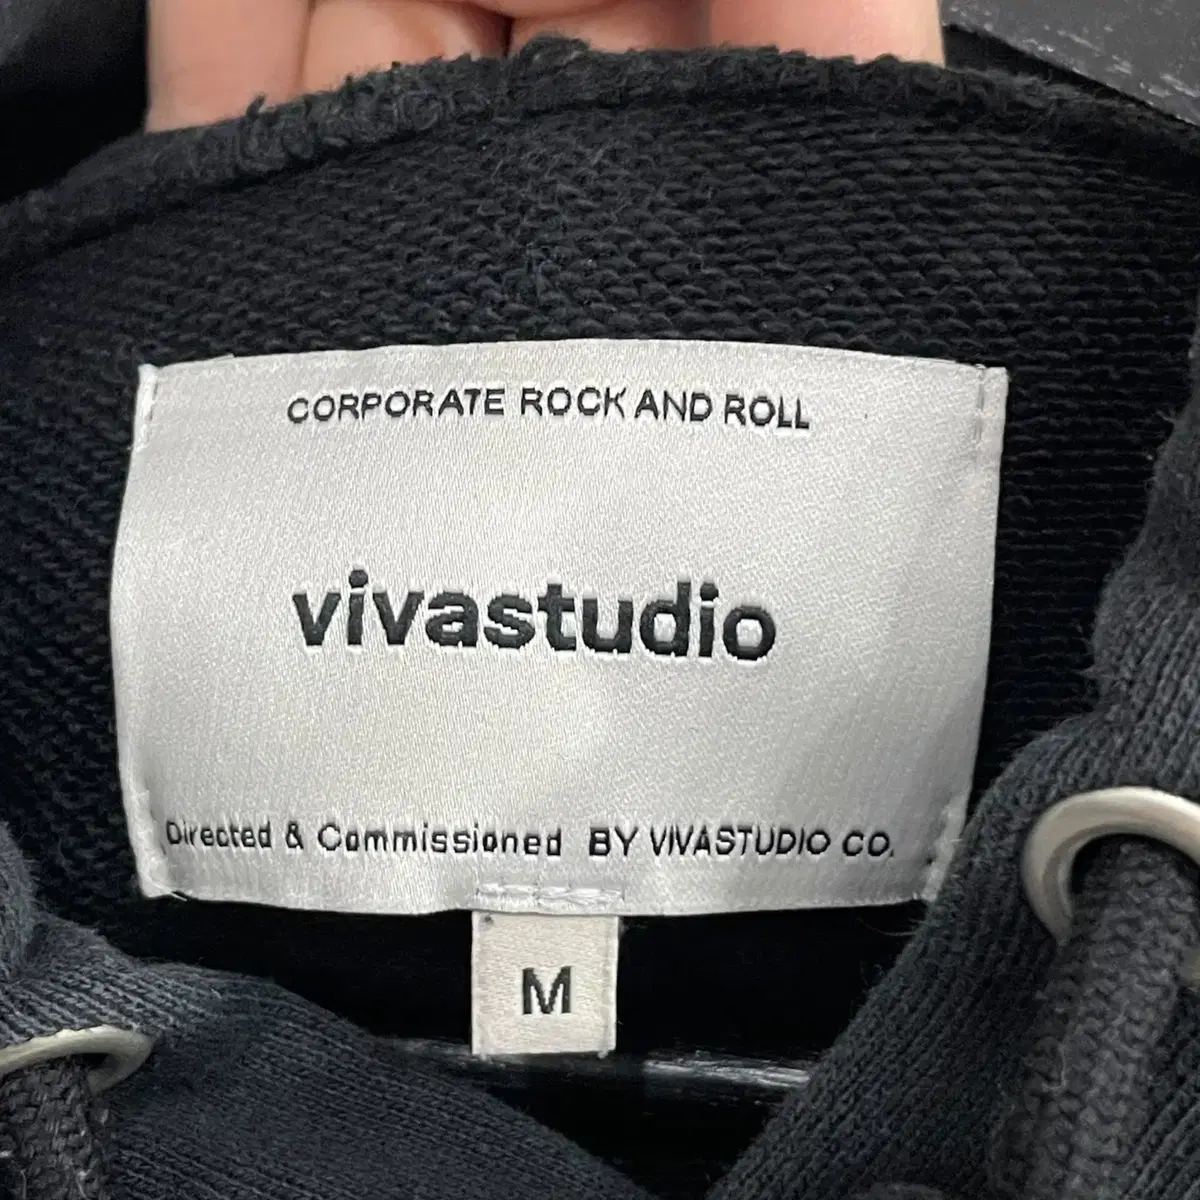 CORPORATE ROCK AND ROLL
vivastudio
Directed & Commissioned BY VIVASTUDIO CO.
M